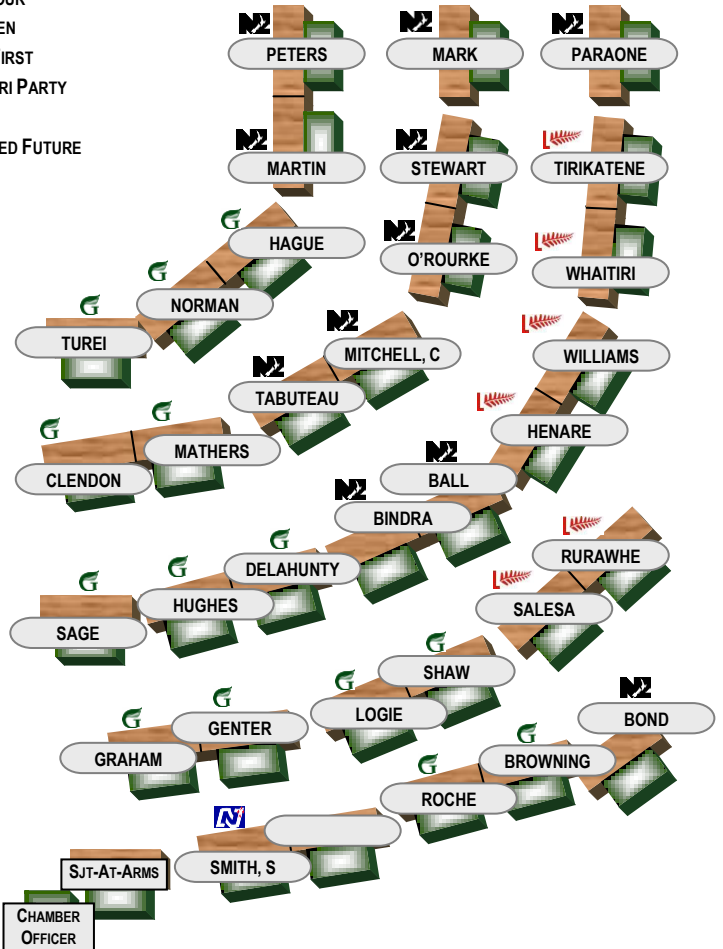 OUR
EN
IRST
RI PARTY
ED FUTURE
PETERS
MARK
PARAONE
MARTIN
STEWART
TIRIKATENE
HAGUE
O'ROURKE
WHAITIRI
NORMAN
TUREI
MITCHELL, C
WILLIAMS
TABUTEAU
HENARE
MATHERS
CLENDON
BALL
BINDRA
DELAHUNTY
RURAWHE
HUGHES
SALESA
SAGE
SHAW
LOGIE
BOND
GENTER
GRAHAM
BROWNING
ROCHE
SMITH, S
SJT-AT-ARMS
CHAMBER
OFFICER